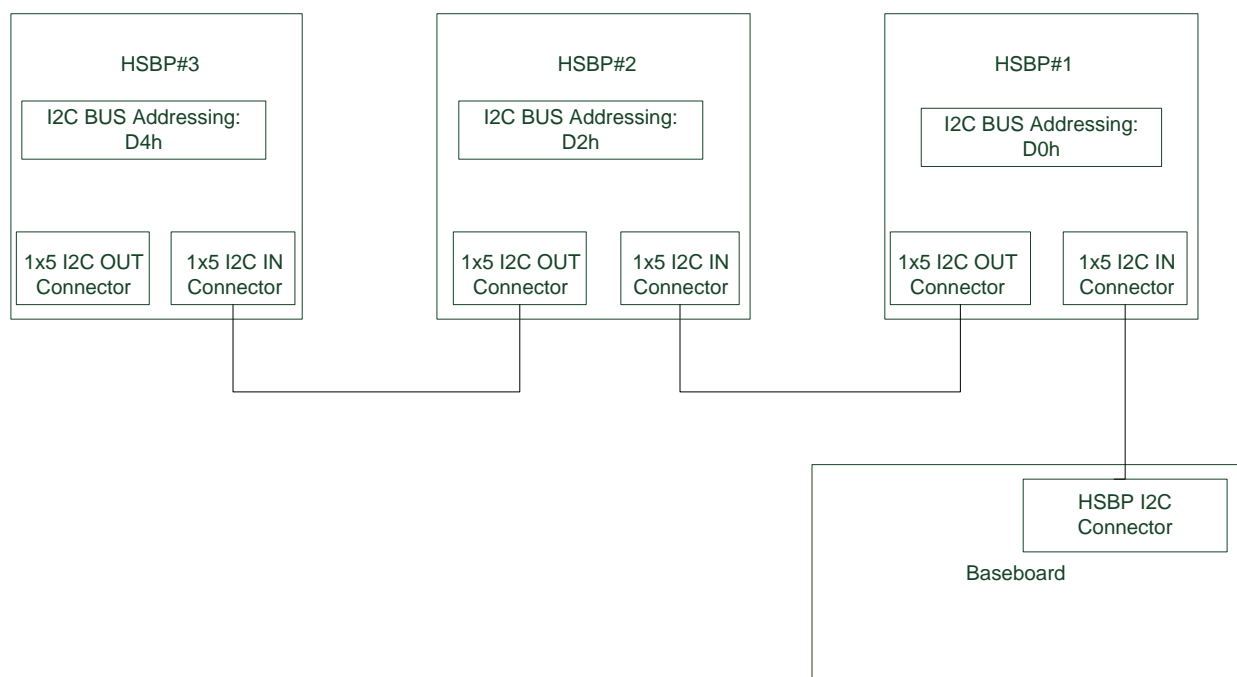 HSBP#3
I2C BUS Addressing:
D4h
1x5 I2C OUT
Connector
1x5 I2C IN
Connector
HSBP#2
I2C BUS Addressing:
D2h
1x5 I2C OUT
Connector
1x5 I2C IN
Connector
HSBP#1
I2C BUS Addressing:
D0h
1x5 I2C OUT
Connector
1x5 I2C IN
Connector
HSBP I2C
Connector
Baseboard